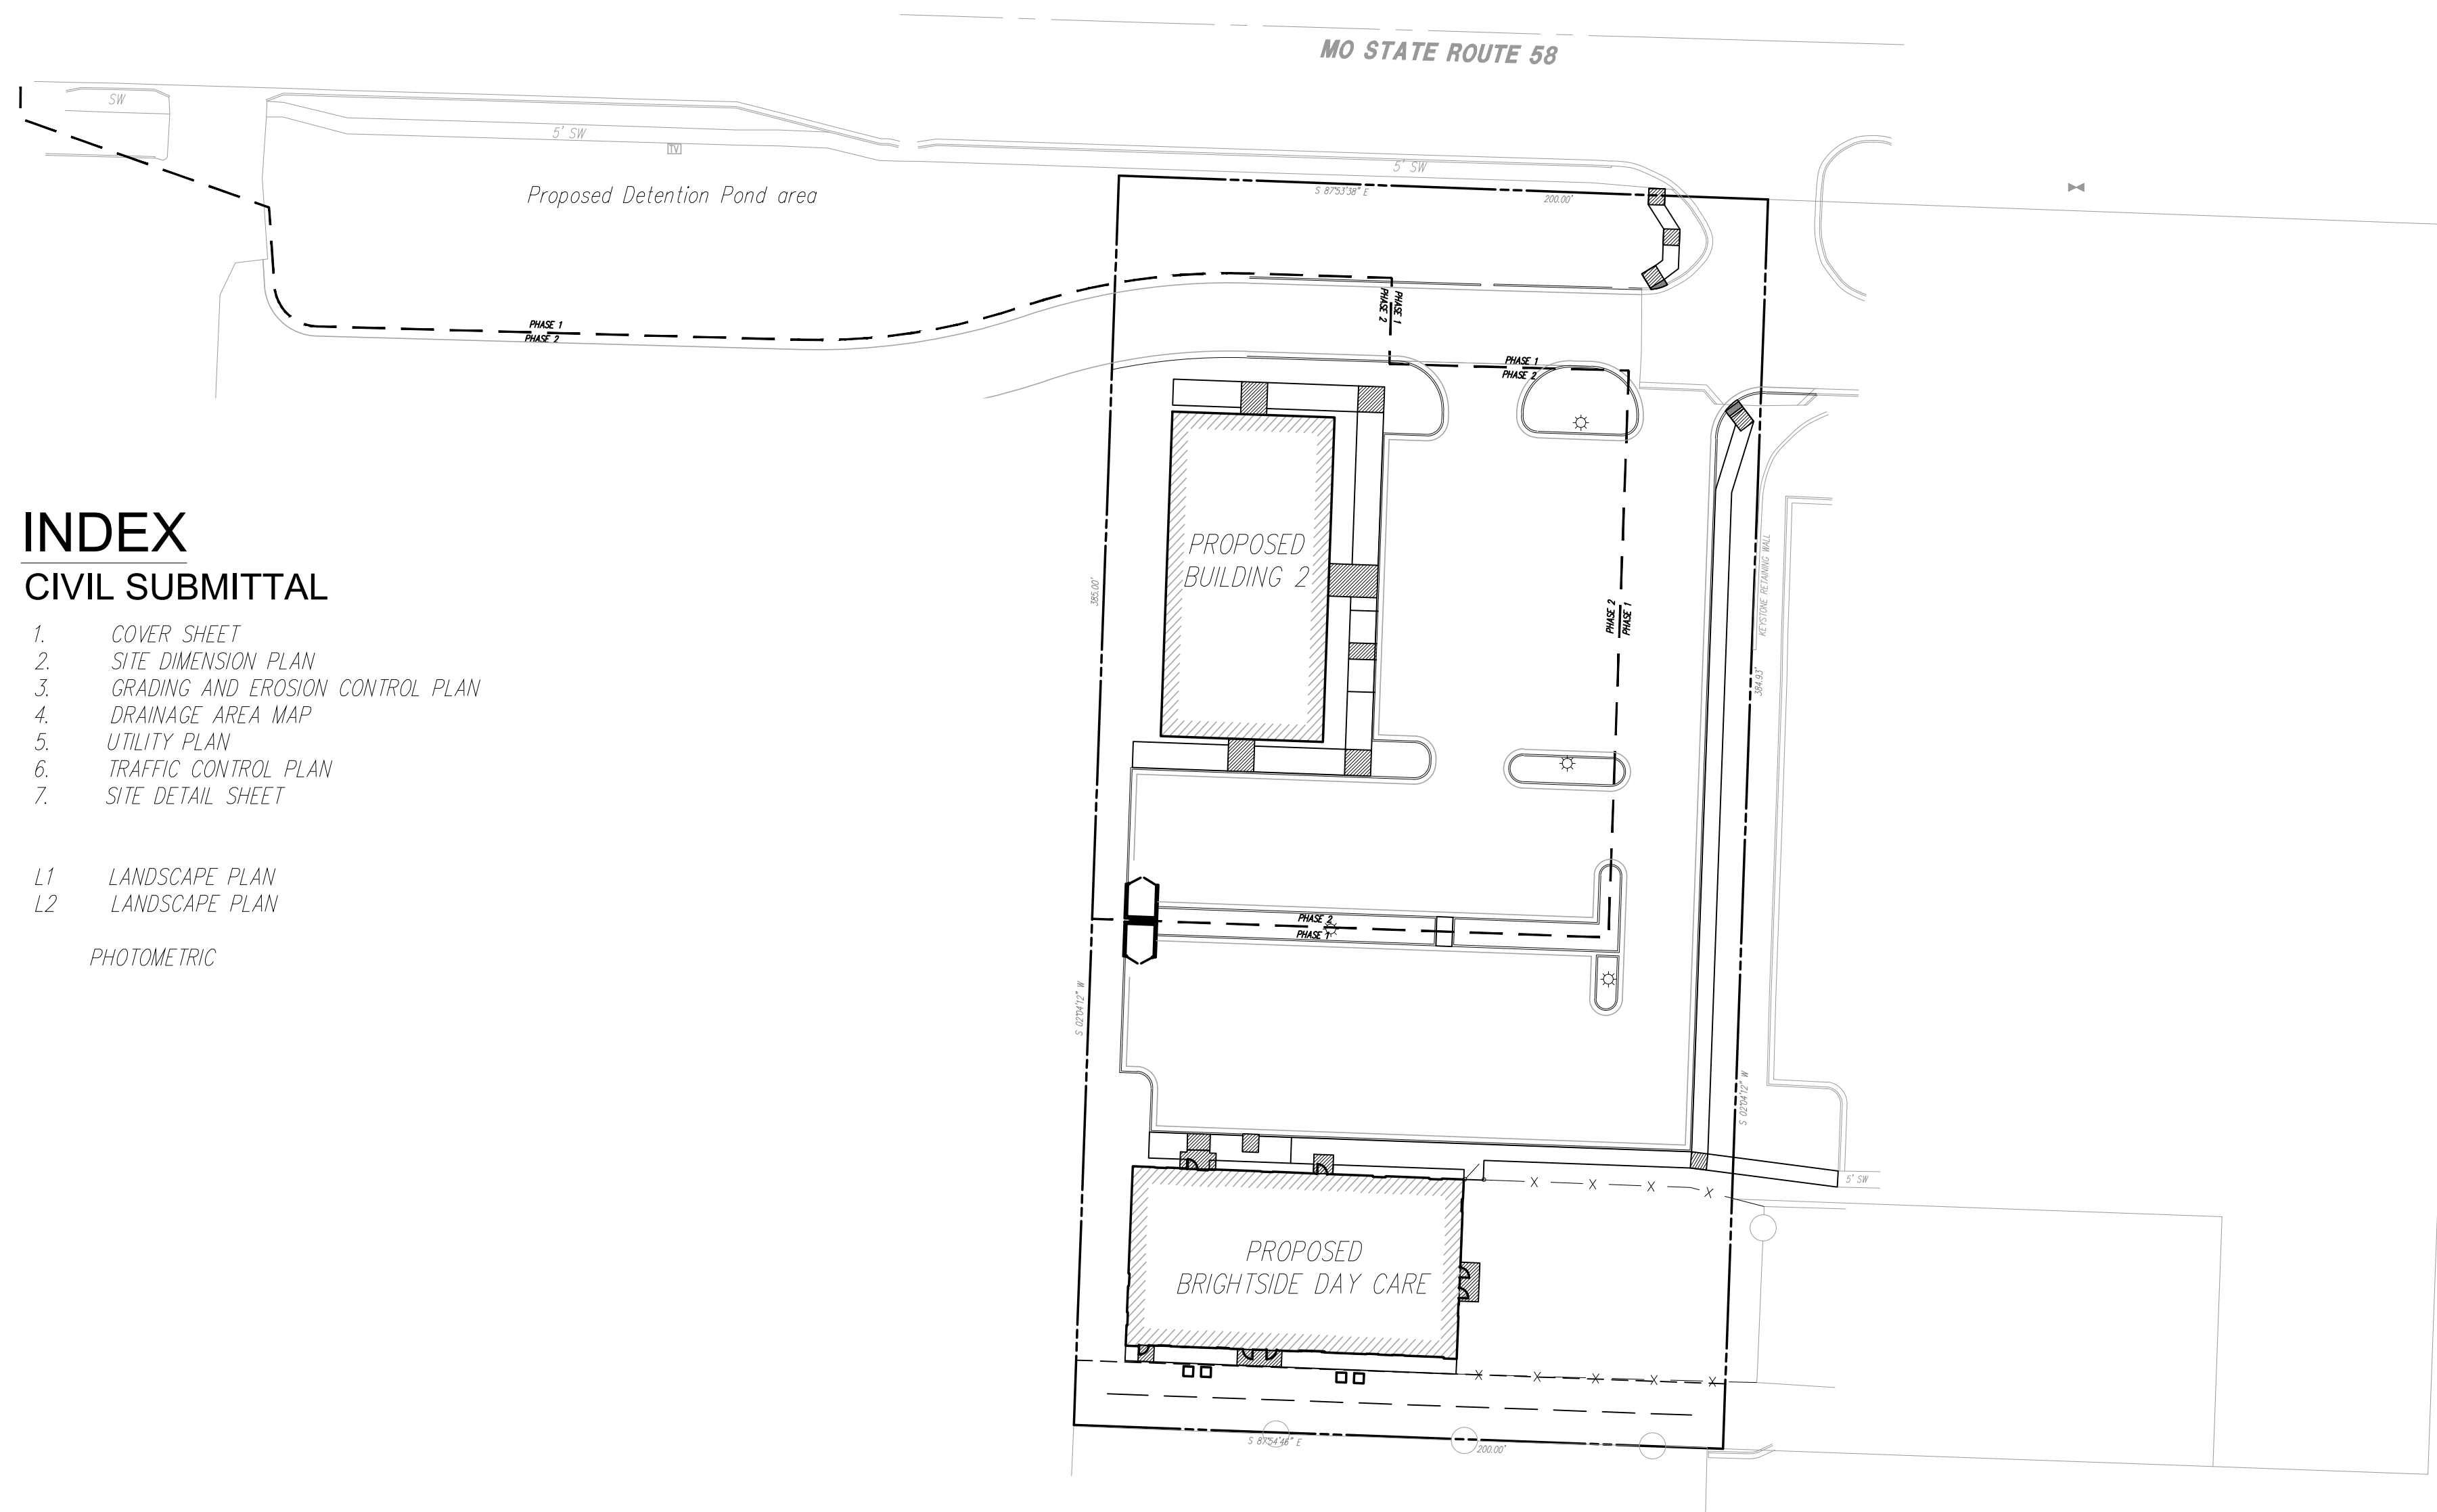 MO STATE ROUTE 58
SW
5' SW
TV
5' SW
Proposed Detention Pond area
S 87°53'38" E
200.00'
PHASE 1
PHASE 2
PHASE 1
PHASE 2
PHASE 1
PHASE 2
INDEX
CIVIL SUBMITTAL
1. COVER SHEET
2. SITE DIMENSION PLAN
3. GRADING AND EROSION CONTROL PLAN
4. DRAINAGE AREA MAP
5. UTILITY PLAN
6. TRAFFIC CONTROL PLAN
7. SITE DETAIL SHEET
L1 LANDSCAPE PLAN
L2 LANDSCAPE PLAN
PHOTOMETRIC
PROPOSED
BUILDING 2
385.00'
PHASE 2
PHASE 1
KEYSTONE RETAINING WALL
384.93'
PHASE 2
PHASE 1
S 02°04'12" W
S 02°04'12" W
5' SW
PROPOSED
BRIGHTSIDE DAY CARE
S 87°54'46" E
200.00'